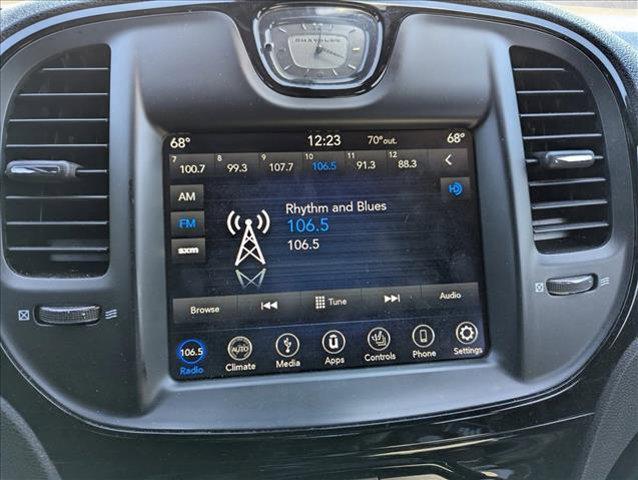 CHRYSLER
68° 12:23 70°out. 68°
7 100.7 8 99.3 9 107.7 10 106.5 11 91.3 12 88.3
AM
FM
sxm
HD
Rhythm and Blues
106.5
106.5
Browse Tune Audio
106.5 AUTO
Radio Climate Media Apps Controls Phone Settings